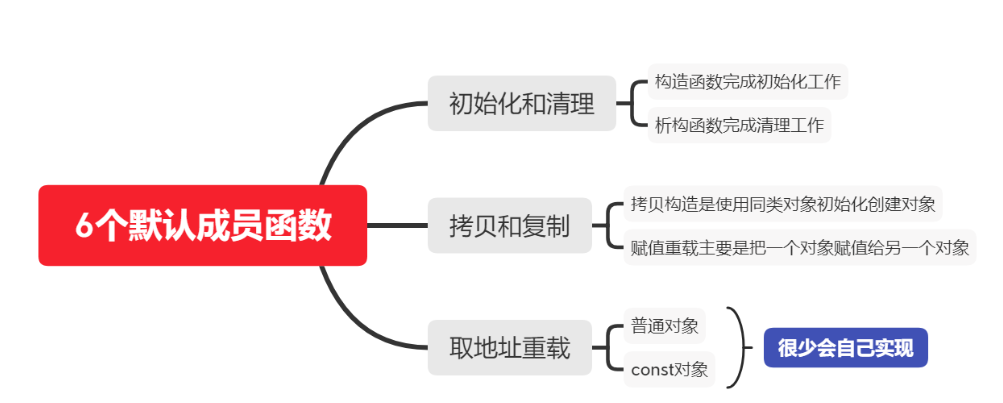 6个默认成员函数
初始化和清理
构造函数完成初始化工作
析构函数完成清理工作
拷贝和复制
拷贝构造是使用同类对象初始化创建对象
赋值重载主要是把一个对象赋值给另一个对象
取地址重载
普通对象
const对象
很少会自己实现